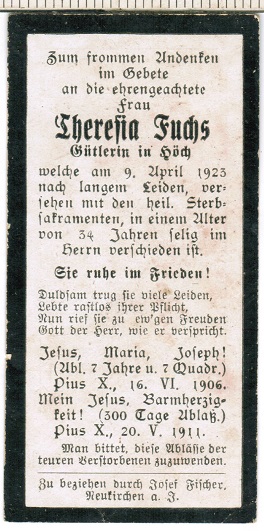 Zum frommen Andenken
im Gebete
an die ehrengeachtete
Frau
Theresia Fuchs
Gütlerin in Höch
welche am 9. April 1923
nach langem Leiden, ver-
sehen mit den heil. Sterb-
sakramenten, in einem Alter
von 34 Jahren selig im
Herrn verschieden ist.
Sie ruhe im Frieden!
Duldsam trug sie viele Leiden,
Lebte rastlos ihrer Pflicht,
Nun rief sie zu ew'gen Freuden
Gott der Herr, wie er verspricht.
Jesus, Maria, Joseph!
(Abl. 7 Jahre u. 7 Quadr.)
Pius X., 16. VI. 1906.
Mein Jesus, Barmherzig-
keit! (300 Tage Ablaß.)
Pius X., 20. V. 1911.
Man bittet, diese Ablässe der
teuren Verstorbenen zuzuwenden.
Zu beziehen durch Josef Fischer,
Neukirchen a. I.